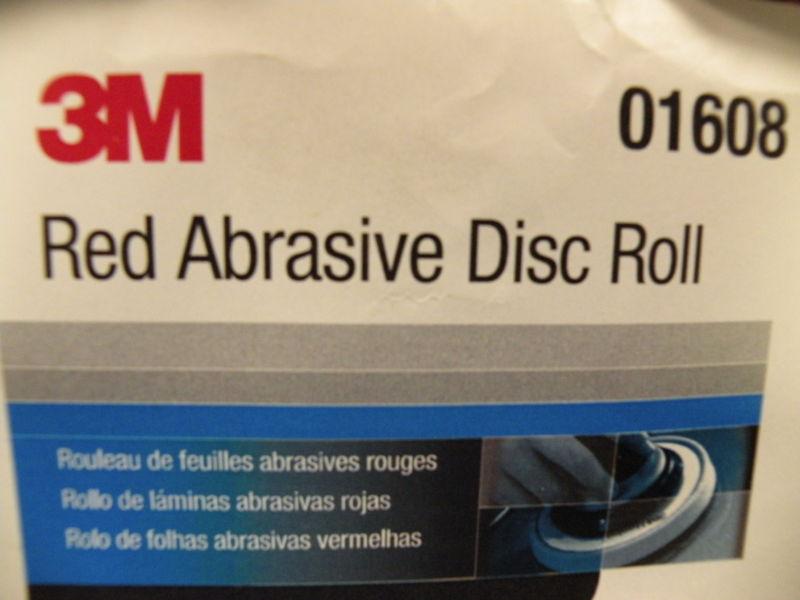 3M
01608
Red Abrasive Disc Roll
Rouleau de feuilles abrasives rouges
Rollo de láminas abrasivas rojas
Rolo de folhas abrasivas vermelhas